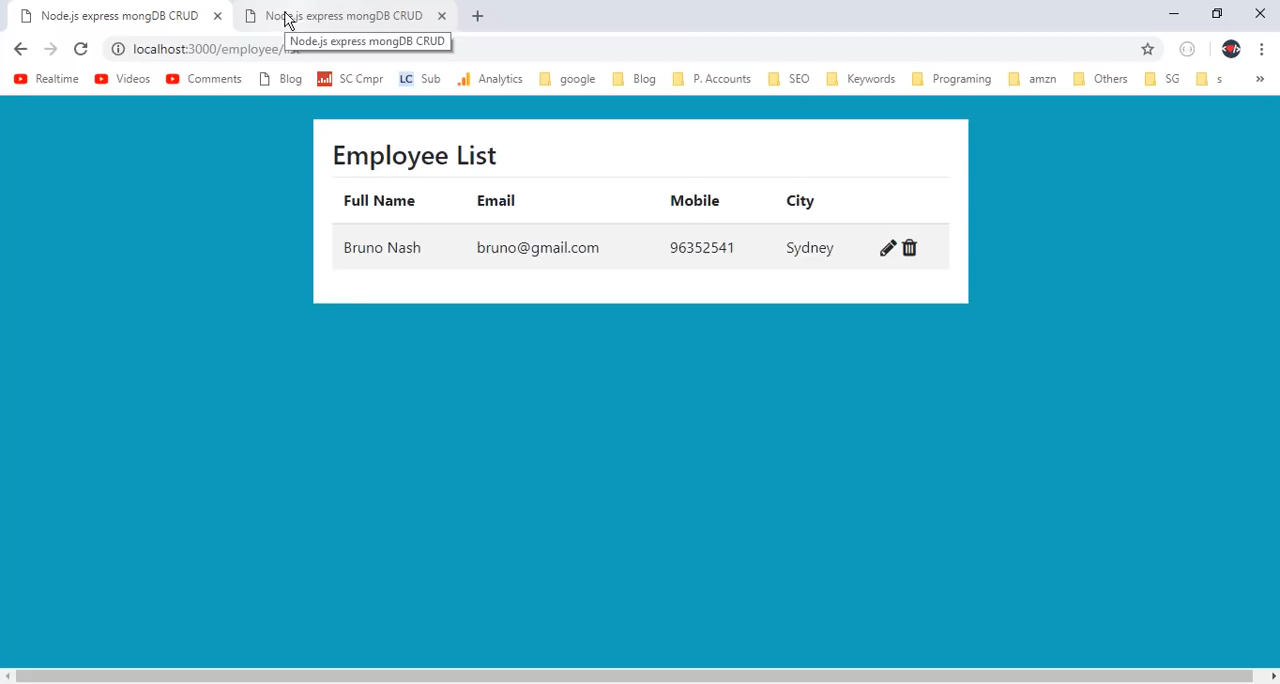 Node.js express mongDB CRUD
Node.js express mongDB CRUD
localhost:3000/employee/list
Node.js express mongDB CRUD
Realtime Videos Comments Blog SC Cmpr LC Sub Analytics google Blog P. Accounts SEO Keywords Programing amzn Others SG s »
Employee List
Full Name Email Mobile City
Bruno Nash bruno@gmail.com 96352541 Sydney